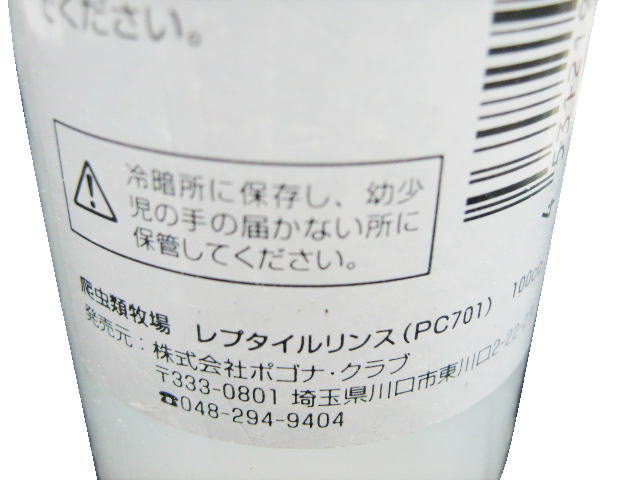 ください。
冷暗所に保存し、幼少
児の手の届かない所に
保管してください。
爬虫類牧場 レプタイルリンス(PC701)
発売元:株式会社ポゴナ・クラブ
〒333-0801 埼玉県川口市東川口2-22-
☎048-294-9404